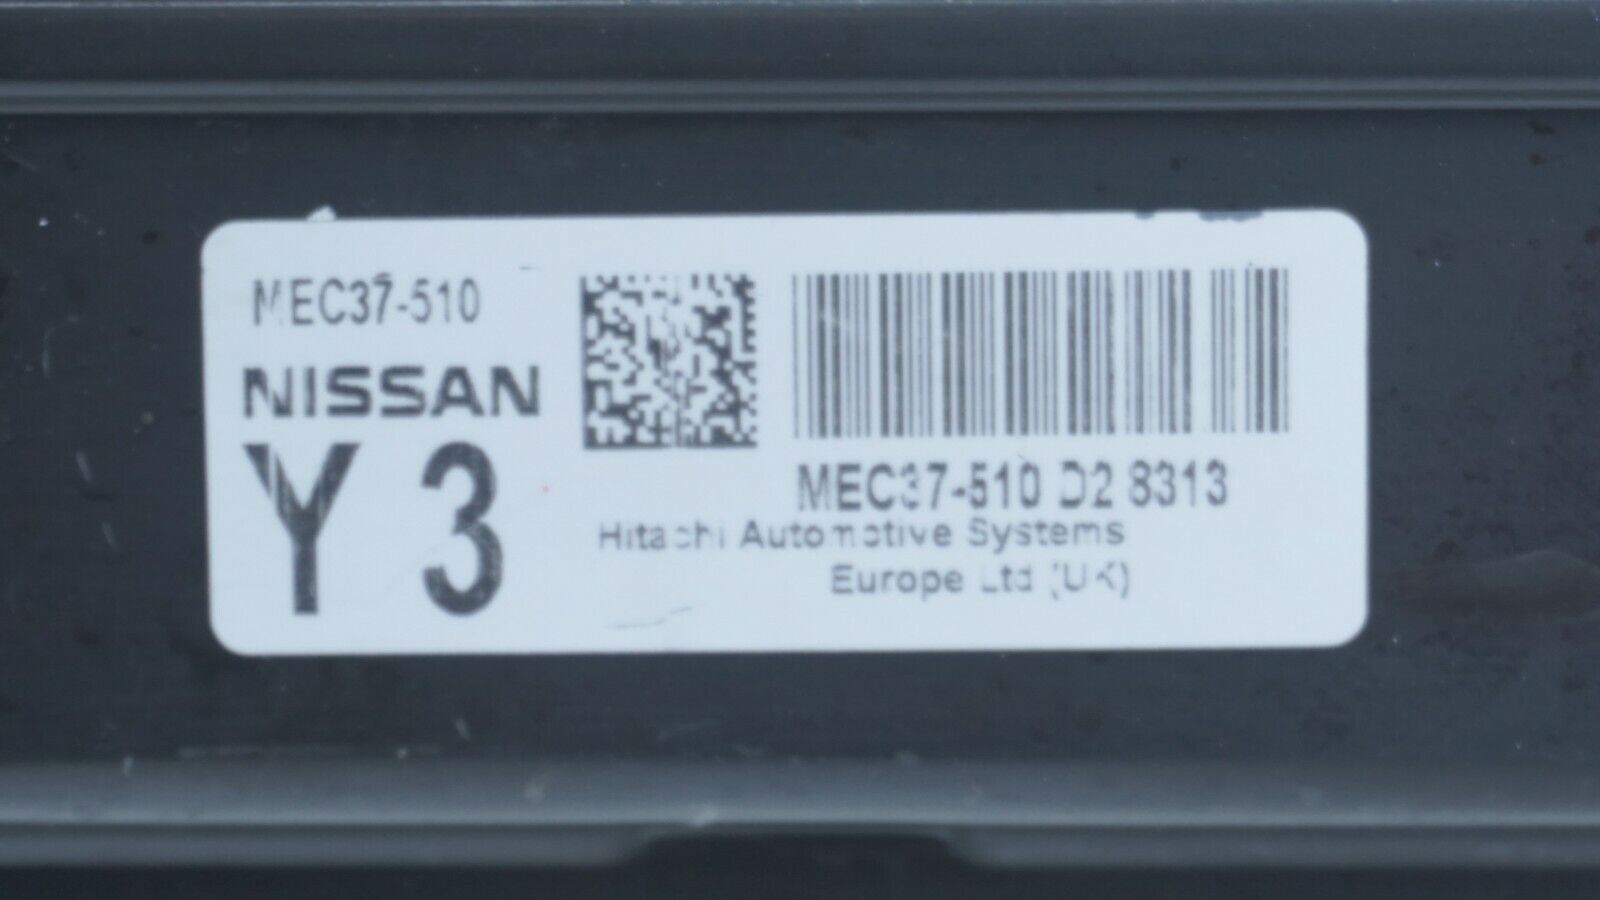 MEC37-510
NISSAN
Y 3
MEC37-510 D2 8313
Hitachi Automotive Systems
Europe Ltd (UK)